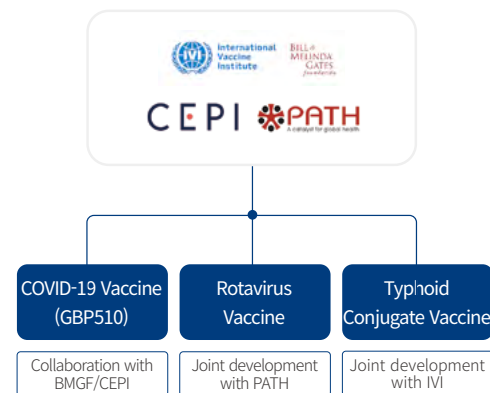 IVI
International
Vaccine
Institute
BILL &
MELINDA
GATES
foundation
CEPI
PATH
A catalyst for global health
COVID-19 Vaccine
(GBP510)
Rotavirus
Vaccine
Typhoid
Conjugate Vaccine
Collaboration with
BMGF/CEPI
Joint development
with PATH
Joint development
with IVI